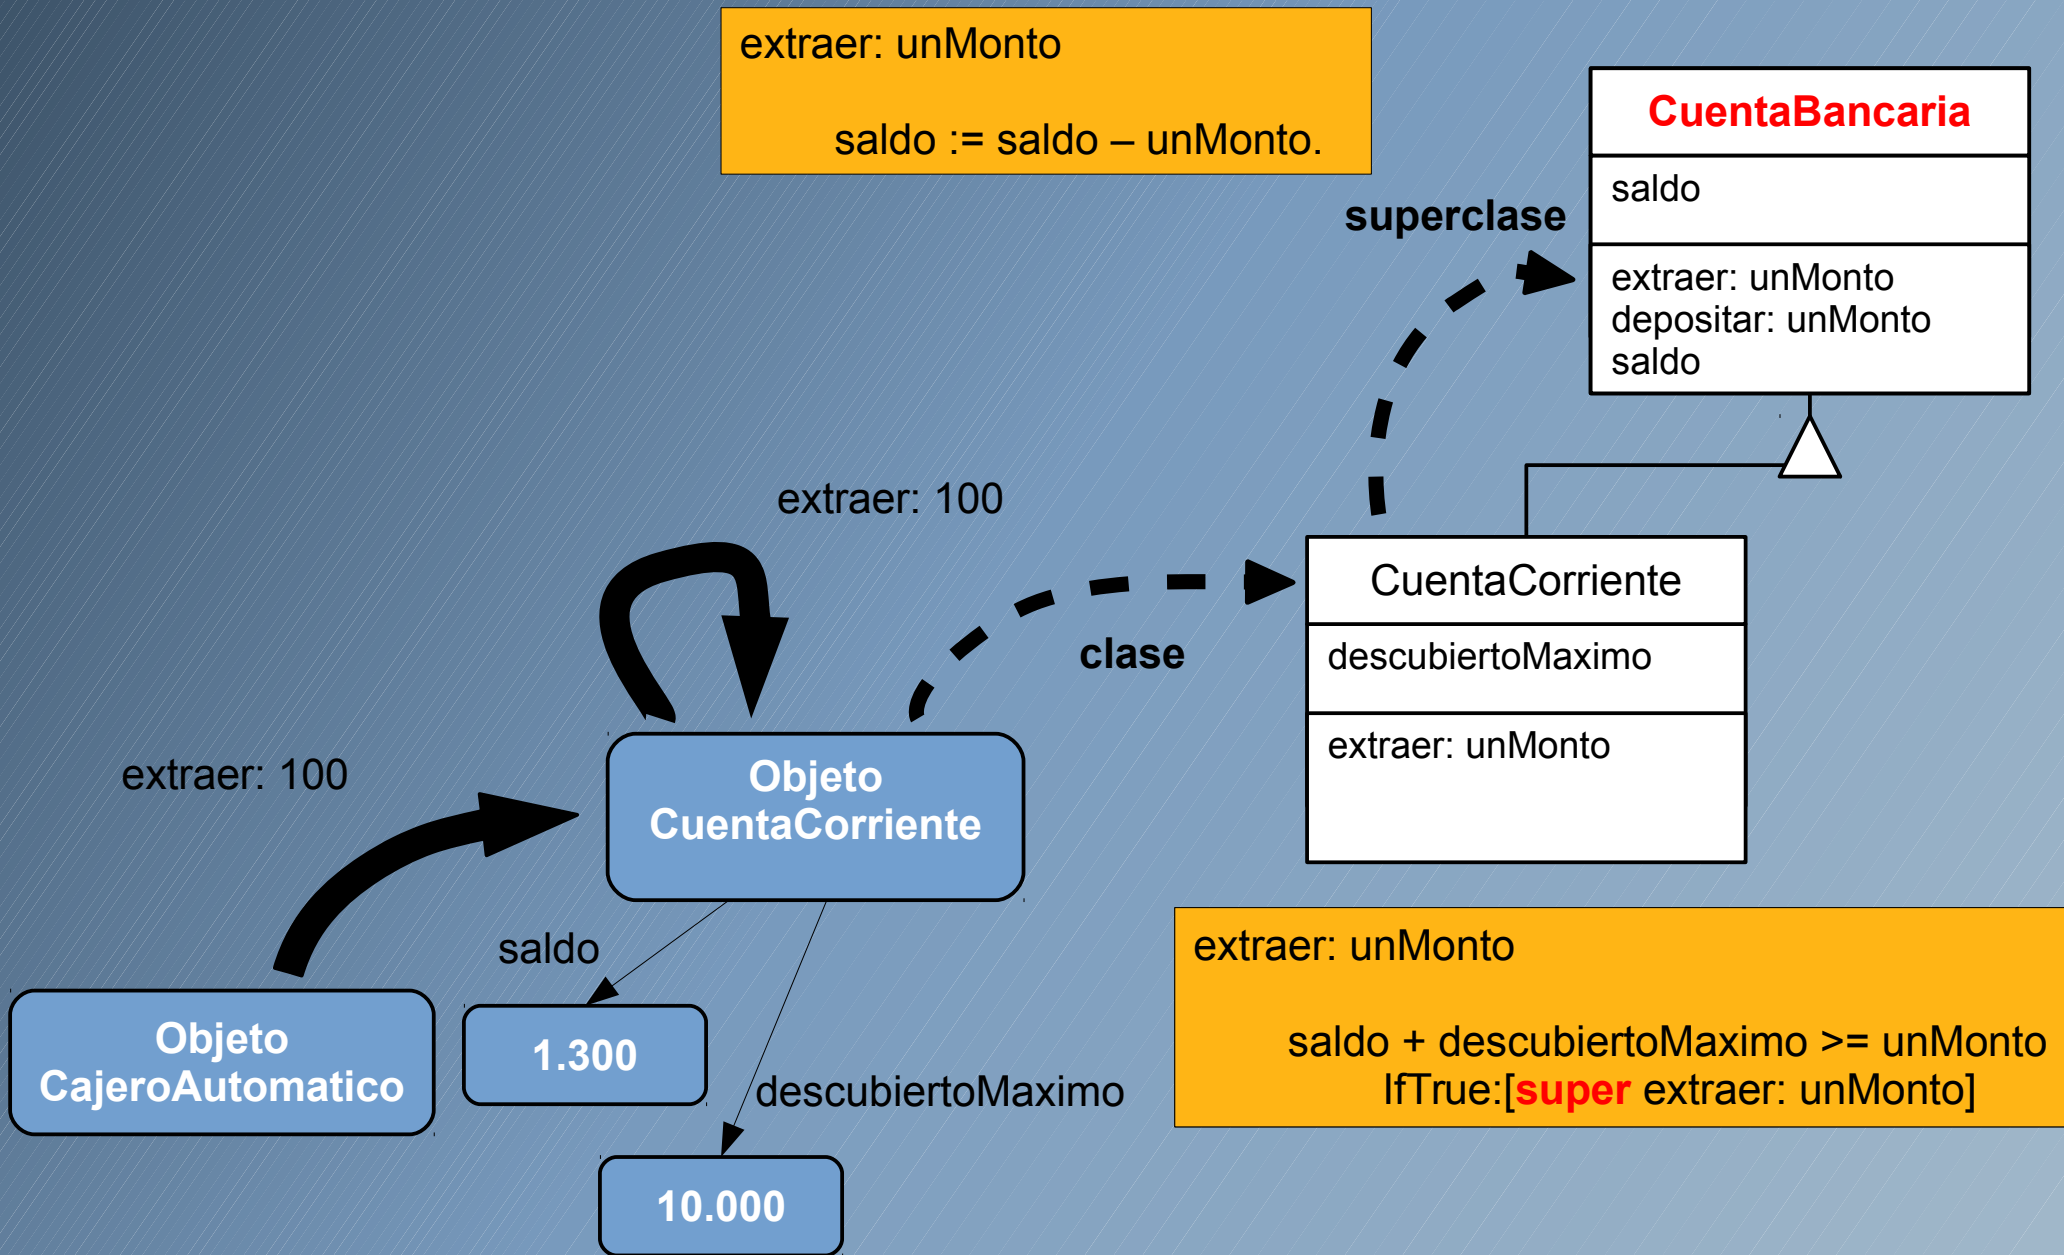 extraer: unMonto
saldo := saldo – unMonto.
CuentaBancaria
saldo
superclase
extraer: unMonto
depositar: unMonto
saldo
extraer: 100
CuentaCorriente
clase
descubiertoMaximo
extraer: unMonto
extraer: 100
Objeto
CuentaCorriente
saldo
Objeto
CajeroAutomatico
1.300
descubiertoMaximo
10.000
extraer: unMonto
saldo + descubiertoMaximo >= unMonto
IfTrue:[super extraer: unMonto]